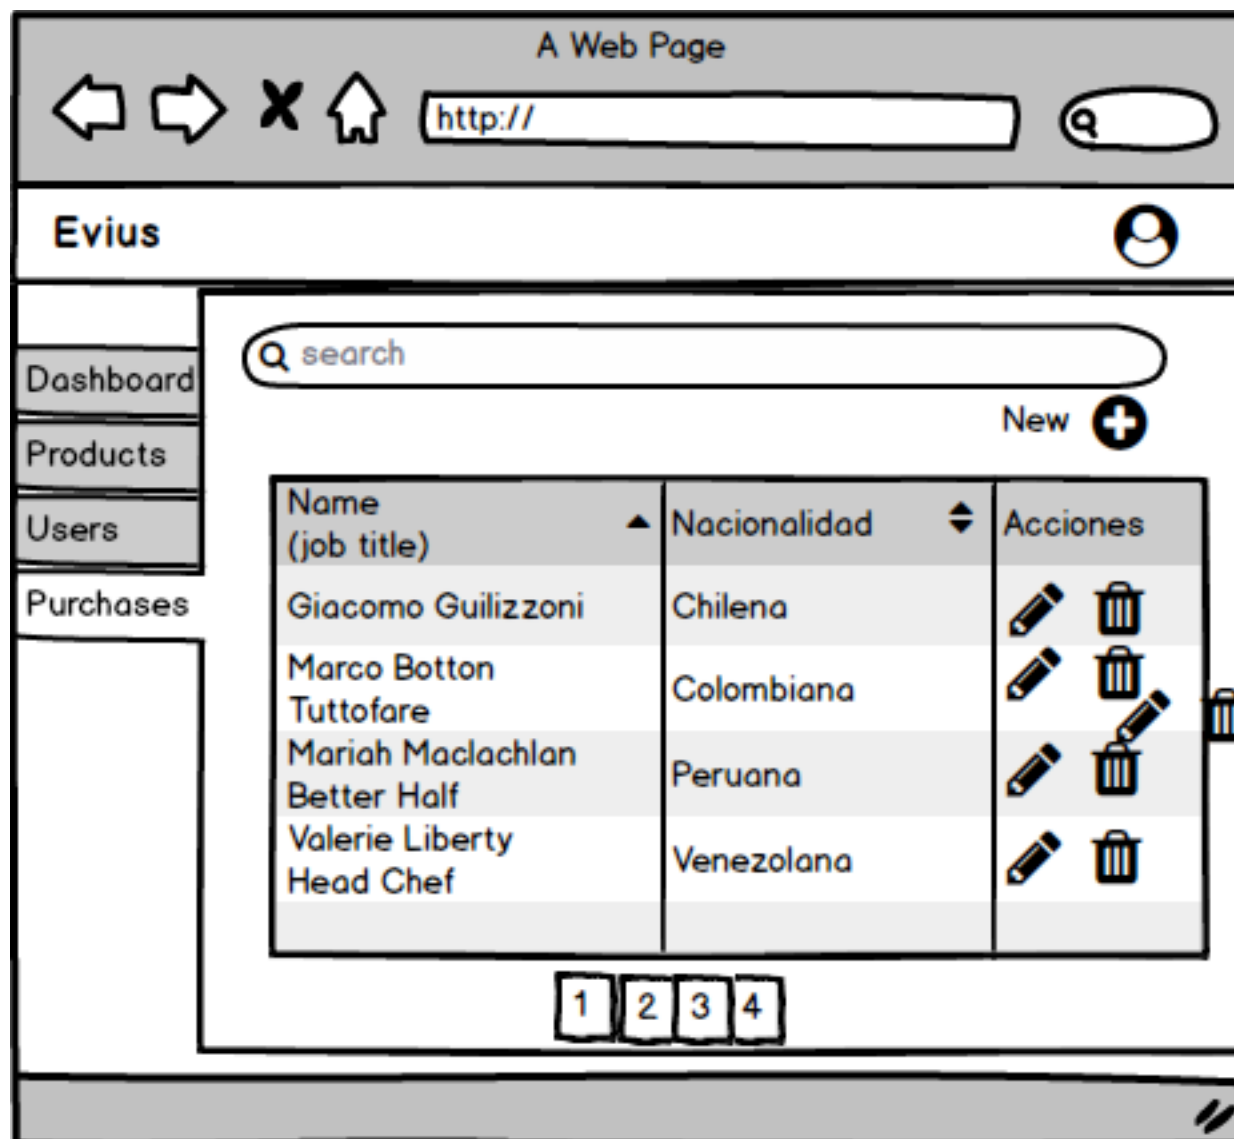 A Web Page
http://
Evius
search
New
Dashboard
Products
Users
Purchases
Name
(job title)
Nacionalidad
Acciones
Giacomo Guilizzoni
Chilena
Marco Botton
Tuttofare
Colombiana
Mariah Maclachlan
Better Half
Peruana
Valerie Liberty
Head Chef
Venezolana
1 2 3 4